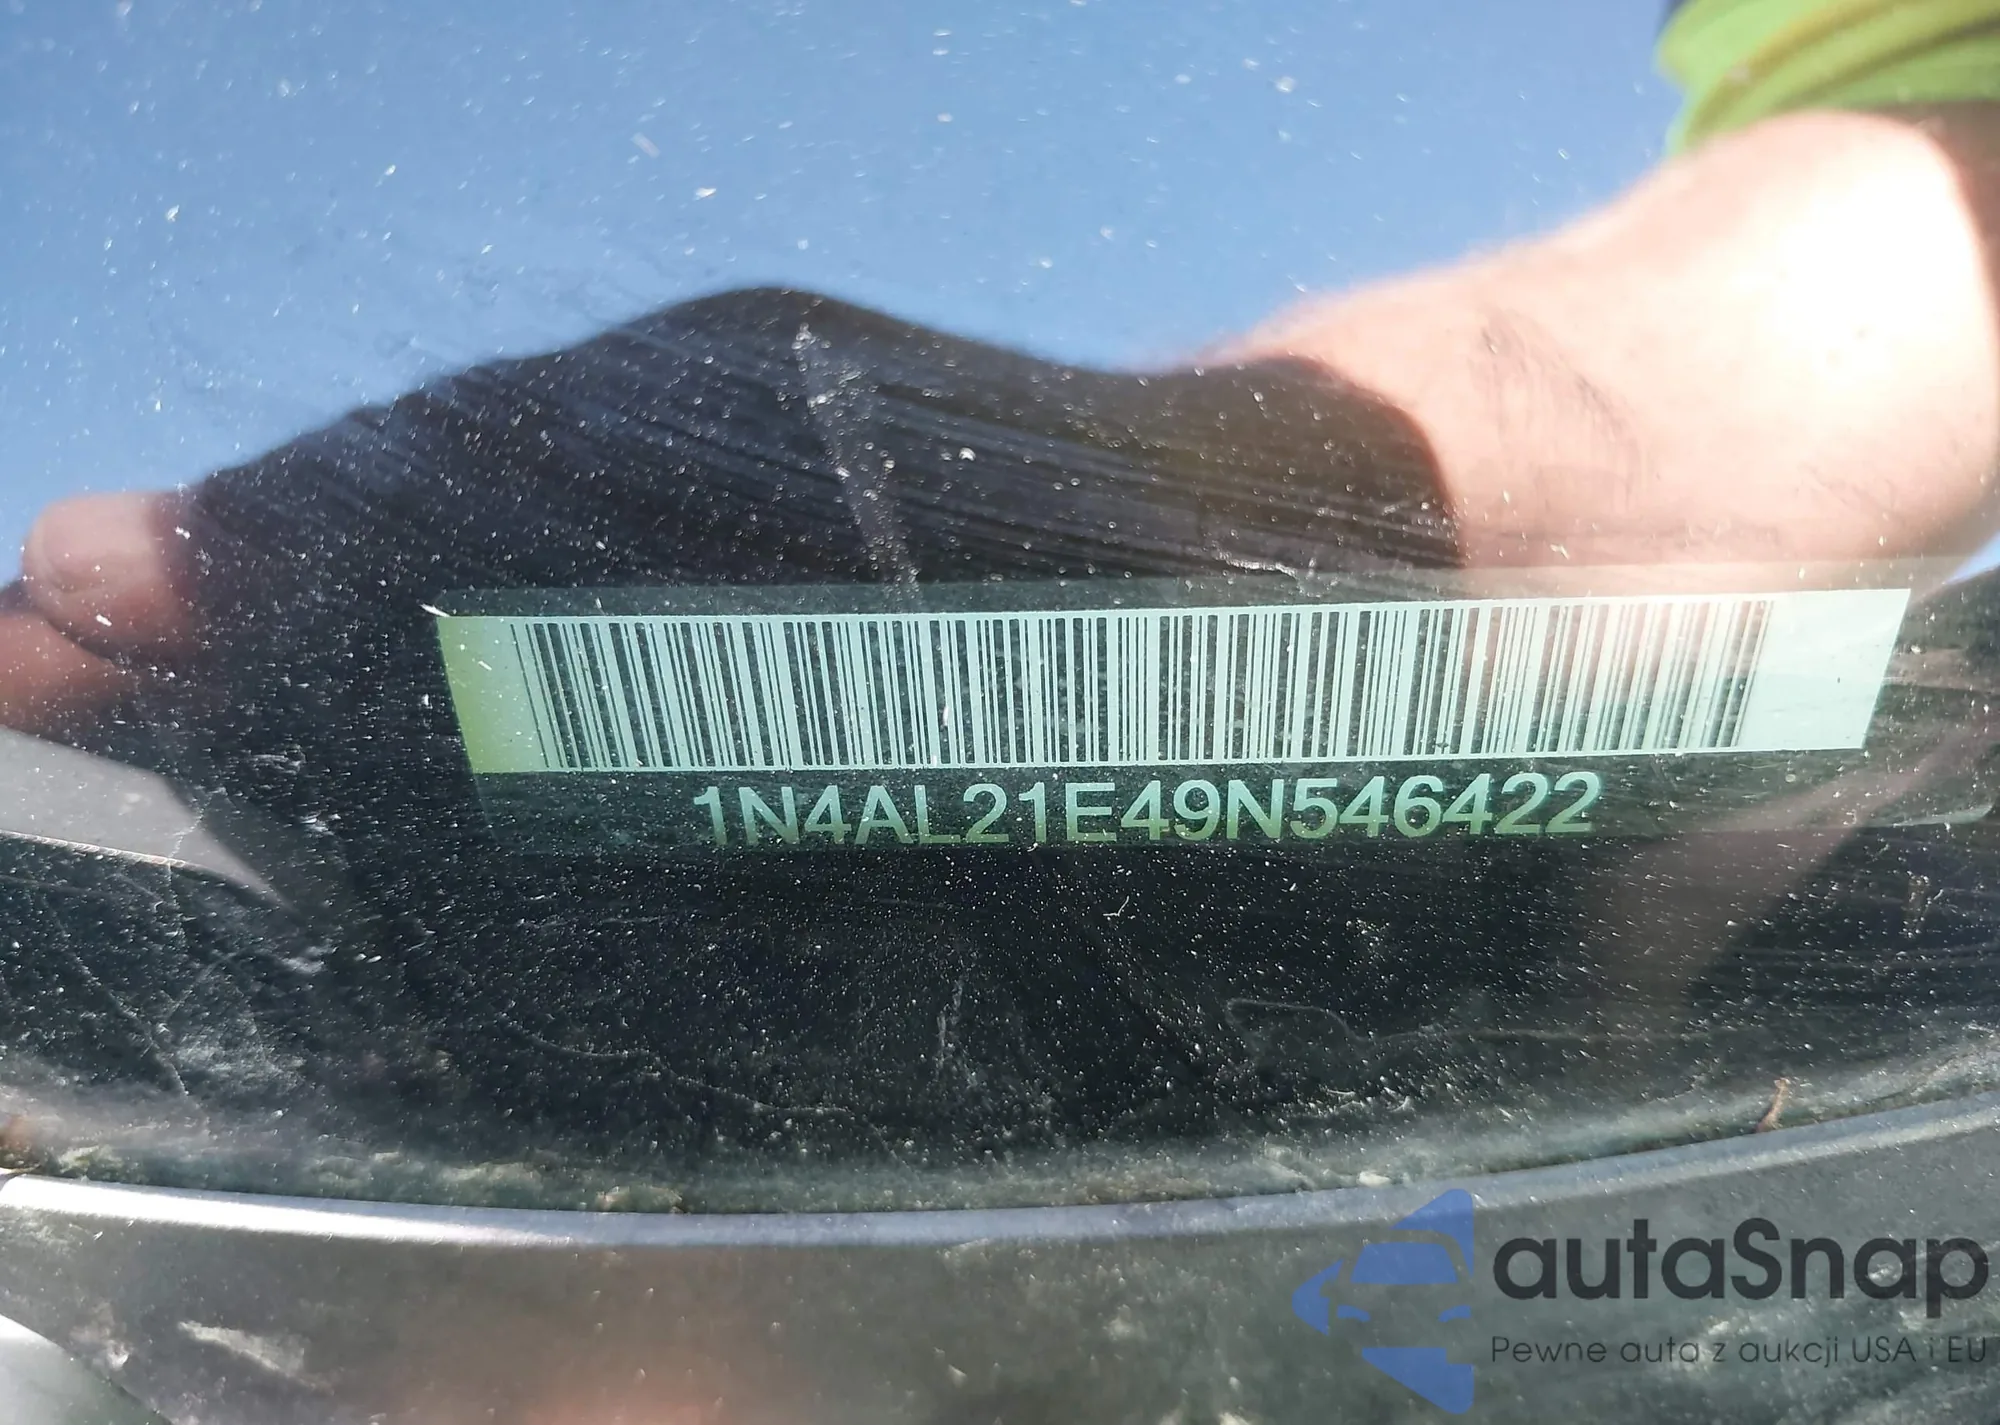 1N4AL21E49N546422
autaSnap
Pewne auta z aukcji USA i EU